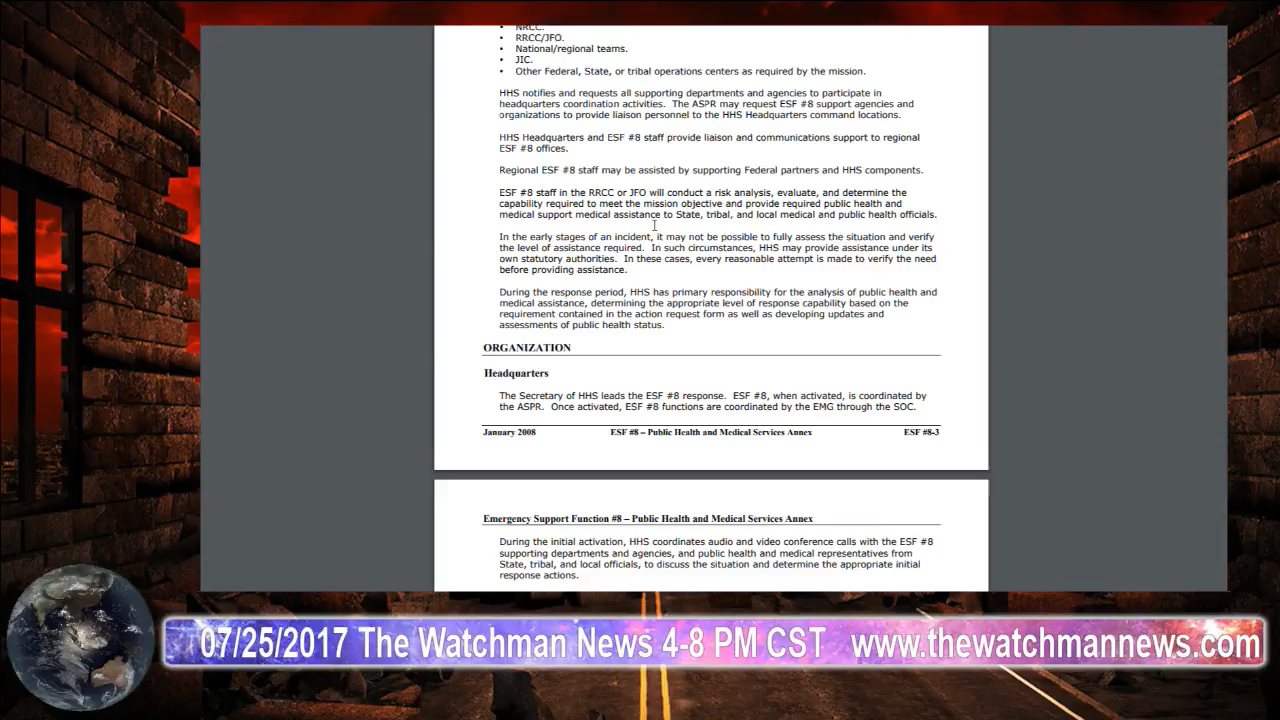 • NRCC.
• RRCC/JFO.
• National/regional teams.
• JIC.
• Other Federal, State, or tribal operations centers as required by the mission.
HHS notifies and requests all supporting departments and agencies to participate in
headquarters coordination activities. The ASPR may request ESF #8 support agencies and
organizations to provide liaison personnel to the HHS Headquarters command locations.
HHS Headquarters and ESF #8 staff provide liaison and communications support to regional
ESF #8 offices.
Regional ESF #8 staff may be assisted by supporting Federal partners and HHS components.
ESF #8 staff in the RRCC or JFO will conduct a risk analysis, evaluate, and determine the
capability required to meet the mission objective and provide required public health and
medical support medical assistance to State, tribal, and local medical and public health officials.
In the early stages of an incident, it may not be possible to fully assess the situation and verify
the level of assistance required. In such circumstances, HHS may provide assistance under its
own statutory authorities. In these cases, every reasonable attempt is made to verify the need
before providing assistance.
During the response period, HHS has primary responsibility for the analysis of public health and
medical assistance, determining the appropriate level of response capability based on the
requirement contained in the action request form as well as developing updates and
assessments of public health status.
ORGANIZATION
Headquarters
The Secretary of HHS leads the ESF #8 response. ESF #8, when activated, is coordinated by
the ASPR. Once activated, ESF #8 functions are coordinated by the EMG through the SOC.
January 2008 ESF #8 – Public Health and Medical Services Annex ESF #8-3
Emergency Support Function #8 – Public Health and Medical Services Annex
During the initial activation, HHS coordinates audio and video conference calls with the ESF #8
supporting departments and agencies, and public health and medical representatives from
State, tribal, and local officials, to discuss the situation and determine the appropriate initial
response actions.
07/25/2017 The Watchman News 4-8 PM CST www.thewatchmannews.com